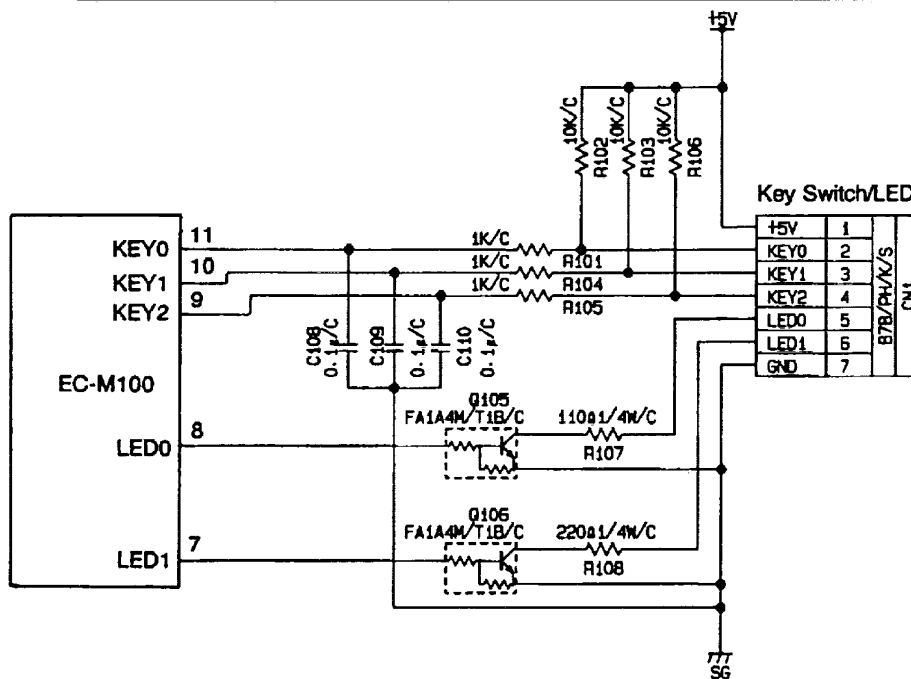 +5V
10K/C
R102
10K/C
R103
10K/C
R106
Key Switch/LED
+5V 1
KEY0 2
KEY1 3
KEY2 4
LED0 5
LED1 6
GND 7
B7B/PH/K/S
CN1
11
KEY0
10
KEY1
9
KEY2
1K/C
R101
1K/C
R104
1K/C
R105
C108
0.1μ/C
C109
0.1μ/C
C110
0.1μ/C
EC-M100
8
LED0
Q105
FA1A4M/T1B/C
110Ω1/4W/C
R107
7
LED1
Q106
FA1A4M/T1B/C
220Ω1/4W/C
R108
SG